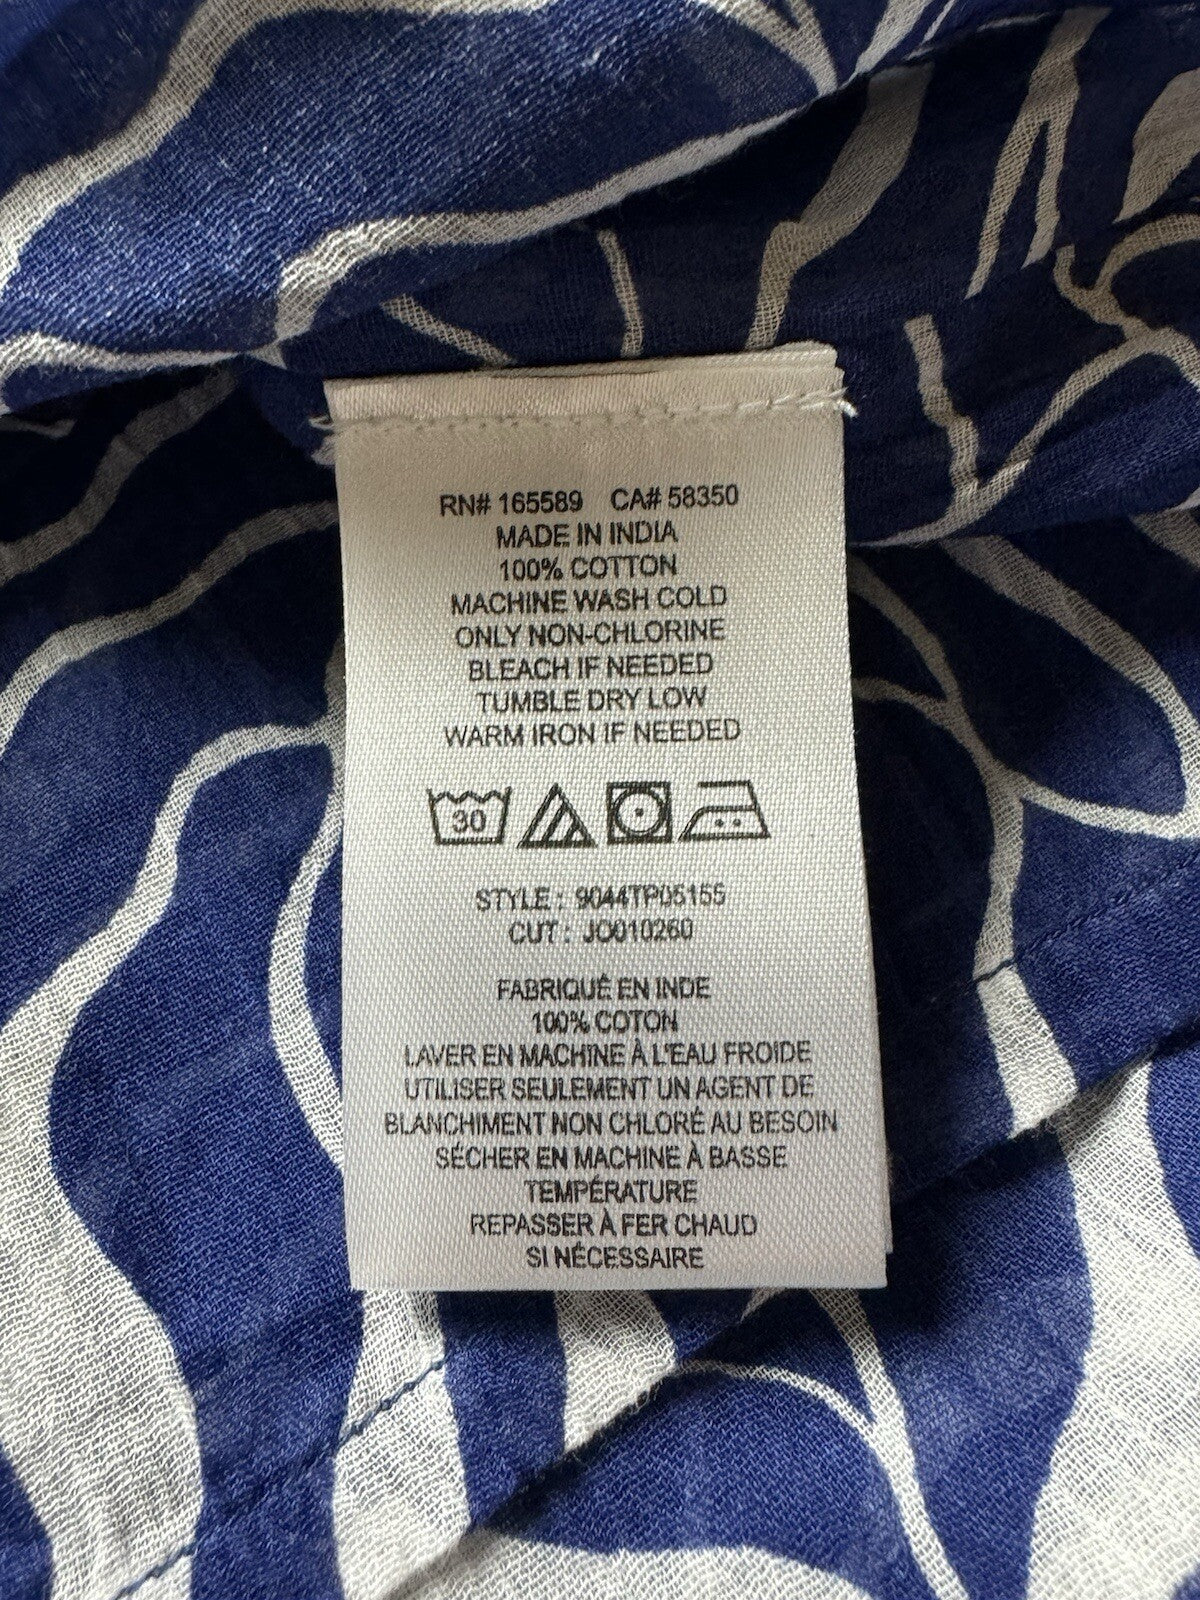 RN# 165589 CA# 58350
MADE IN INDIA
100% COTTON
MACHINE WASH COLD
ONLY NON-CHLORINE
BLEACH IF NEEDED
TUMBLE DRY LOW
WARM IRON IF NEEDED
30
STYLE : 9044TP05155
CUT : JO010260
FABRIQUÉ EN INDE
100% COTON
LAVER EN MACHINE À L'EAU FROIDE
UTILISER SEULEMENT UN AGENT DE
BLANCHIMENT NON CHLORÉ AU BESOIN
SÉCHER EN MACHINE À BASSE
TEMPÉRATURE
REPASSER À FER CHAUD
SI NÉCESSAIRE